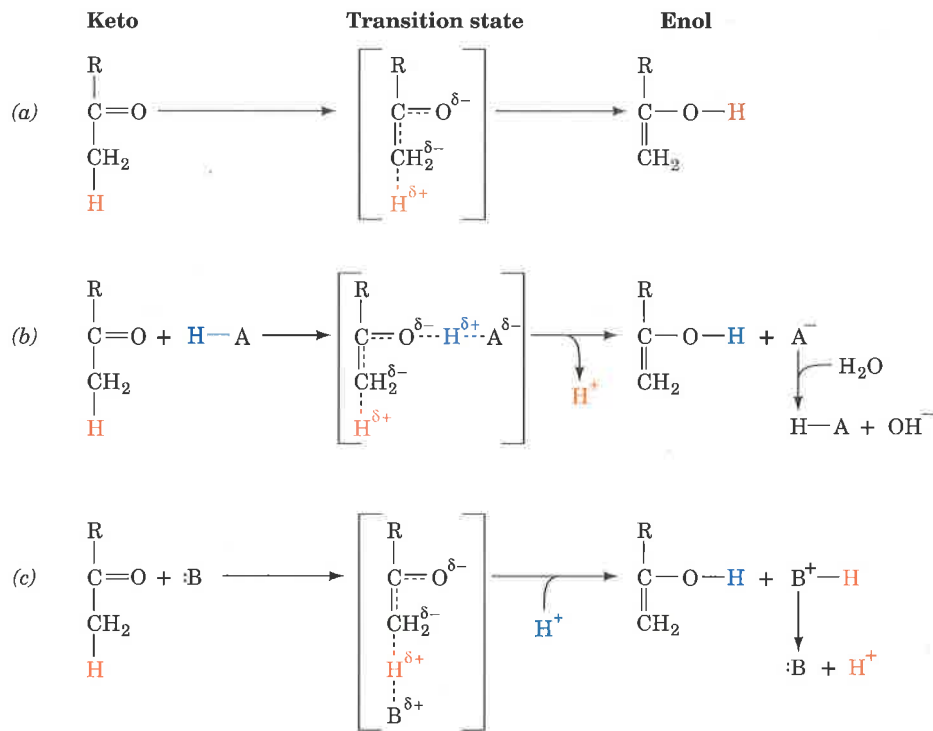 Keto Transition state Enol
R R R
(a) C=O C=O δ− C—O—H
CH2 CH2 δ− CH2
H H δ+
R R R
(b) C=O + H—A C=O δ− H δ+ A δ− C—O—H + A−
CH2 CH2 δ− H+ CH2 H2O
H H δ+ H—A + OH−
R R R
(c) C=O + :B C=O δ− C—O—H + B+—H
CH2 CH2 δ− H+ CH2
H H δ+ :B + H+
B δ+